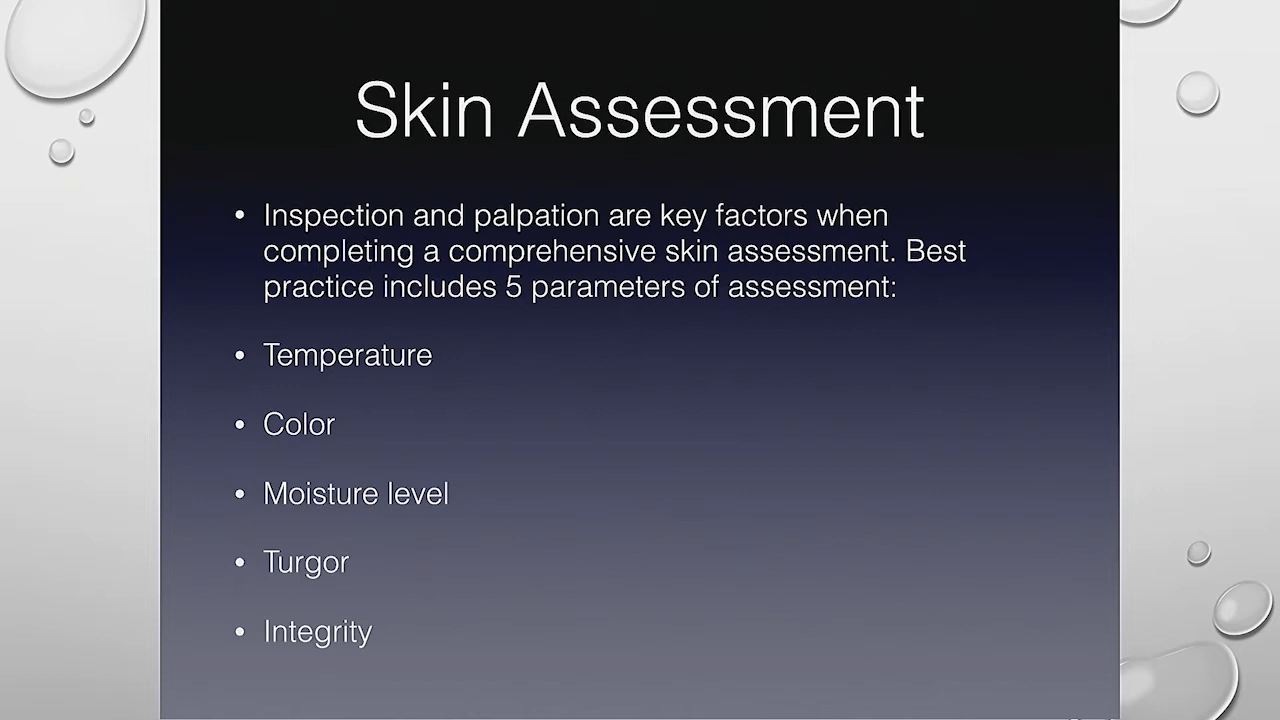 Skin Assessment
• Inspection and palpation are key factors when
completing a comprehensive skin assessment. Best
practice includes 5 parameters of assessment:
• Temperature
• Color
• Moisture level
• Turgor
• Integrity